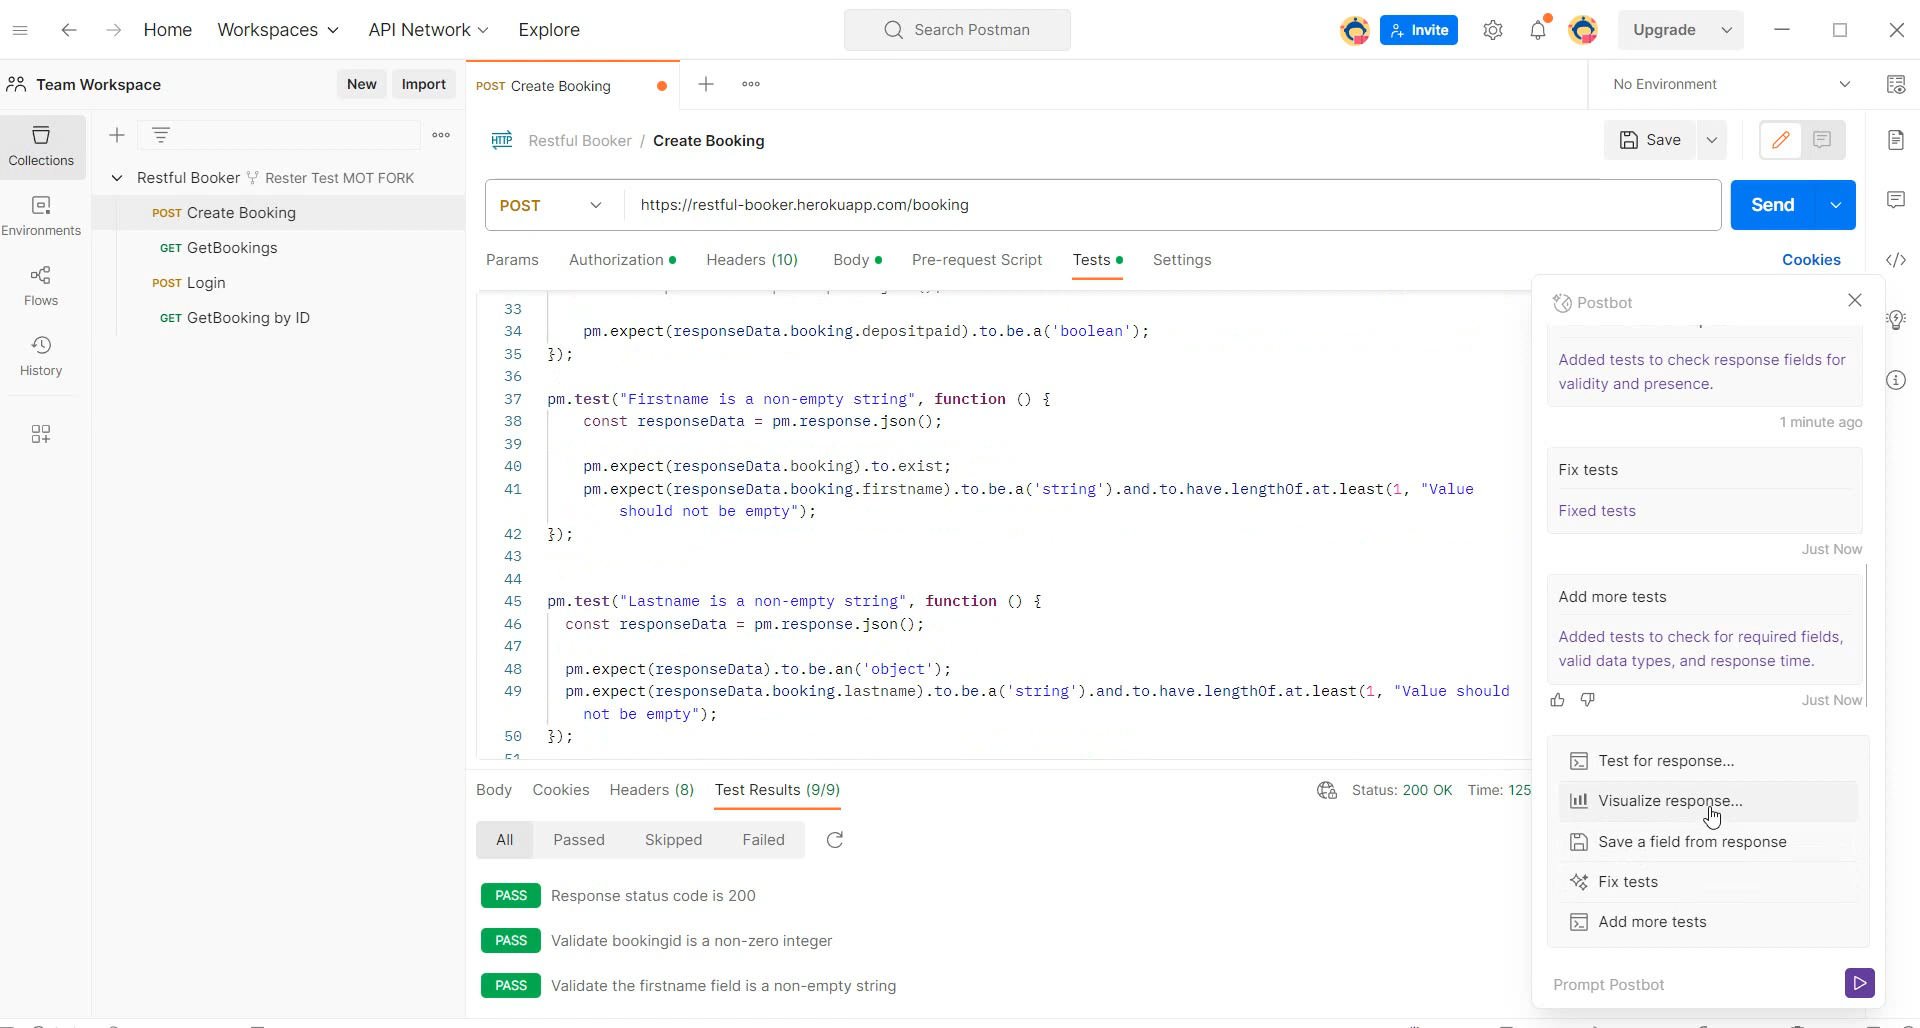 Home
Workspaces
API Network
Explore
Search Postman
Invite
Upgrade
Team Workspace
New
Import
POST Create Booking
No Environment
Collections
Environments
Flows
History
Restful Booker
Rester Test MOT FORK
POST Create Booking
GET GetBookings
POST Login
GET GetBooking by ID
HTTP
Restful Booker / Create Booking
Save
POST
https://restful-booker.herokuapp.com/booking
Send
Params
Authorization
Headers (10)
Body
Pre-request Script
Tests
Settings
Cookies
33
34 pm.expect(responseData.booking.depositpaid).to.be.a('boolean');
35 });
36
37 pm.test("Firstname is a non-empty string", function () {
38 const responseData = pm.response.json();
39
40 pm.expect(responseData.booking).to.exist;
41 pm.expect(responseData.booking.firstname).to.be.a('string').and.to.have.lengthOf.at.least(1, "Value
should not be empty");
42 });
43
44
45 pm.test("Lastname is a non-empty string", function () {
46 const responseData = pm.response.json();
47
48 pm.expect(responseData).to.be.an('object');
49 pm.expect(responseData.booking.lastname).to.be.a('string').and.to.have.lengthOf.at.least(1, "Value should
not be empty");
50 });
51
Body
Cookies
Headers (8)
Test Results (9/9)
Status: 200 OK
Time: 125
All
Passed
Skipped
Failed
PASS Response status code is 200
PASS Validate bookingid is a non-zero integer
PASS Validate the firstname field is a non-empty string
Postbot
Added tests to check response fields for
validity and presence.
1 minute ago
Fix tests
Fixed tests
Just Now
Add more tests
Added tests to check for required fields,
valid data types, and response time.
Just Now
Test for response...
Visualize response...
Save a field from response
Fix tests
Add more tests
Prompt Postbot